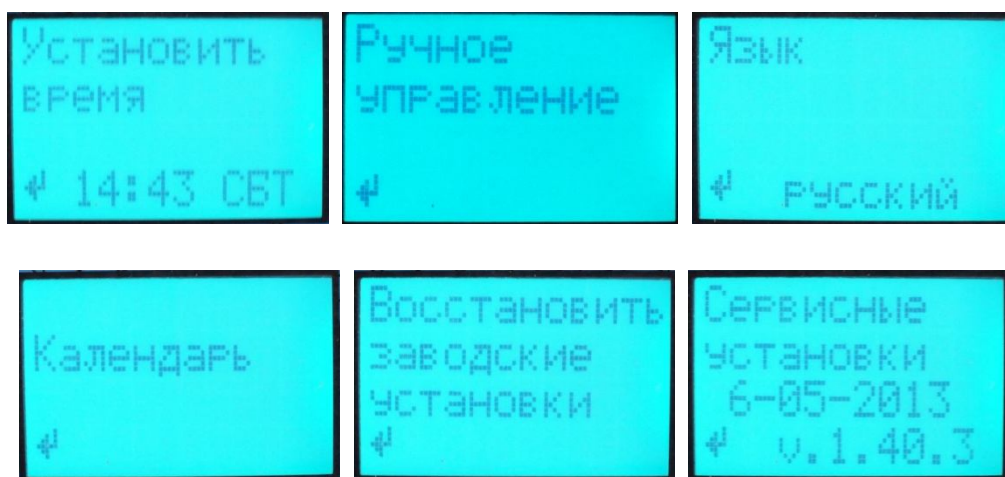 Установить
время
↵ 14:43 СБТ
Ручное
управление
↵
Язык
↵ русский
Календарь
↵
Восстановить
заводские
установки
↵
Сервисные
установки
6-05-2013
↵ v.1.40.3